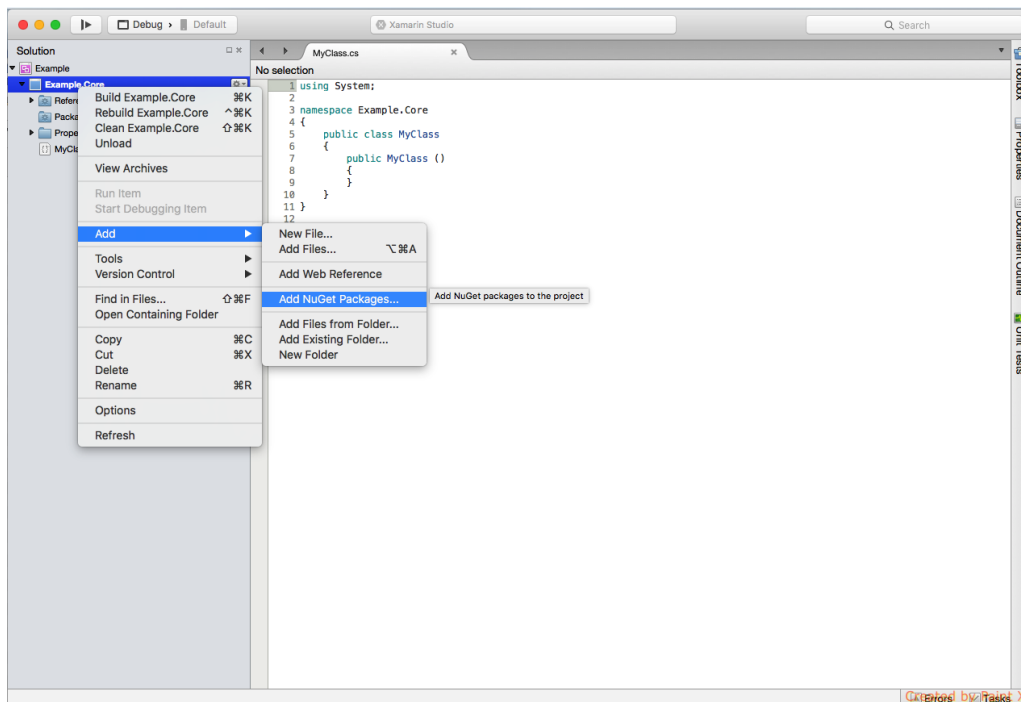 Debug › Default
Xamarin Studio
Search
Solution
MyClass.cs
Example
No selection
Example.Core
Build Example.Core ⌘K
Rebuild Example.Core ^⌘K
Clean Example.Core ⇧⌘K
Unload
View Archives
Run Item
Start Debugging Item
Add
Tools
Version Control
Find in Files... ⇧⌘F
Open Containing Folder
Copy ⌘C
Cut ⌘X
Delete
Rename ⌘R
Options
Refresh
New File...
Add Files... ⌥⌘A
Add Web Reference
Add NuGet Packages...
Add Files from Folder...
Add Existing Folder...
New Folder
Add NuGet packages to the project
1 using System;
2
3 namespace Example.Core
4 {
5 public class MyClass
6 {
7 public MyClass ()
8 {
9 }
10 }
11 }
12
Toolbox
Properties
Document Outline
Unit Tests
Errors
Tasks
Created by Paint X